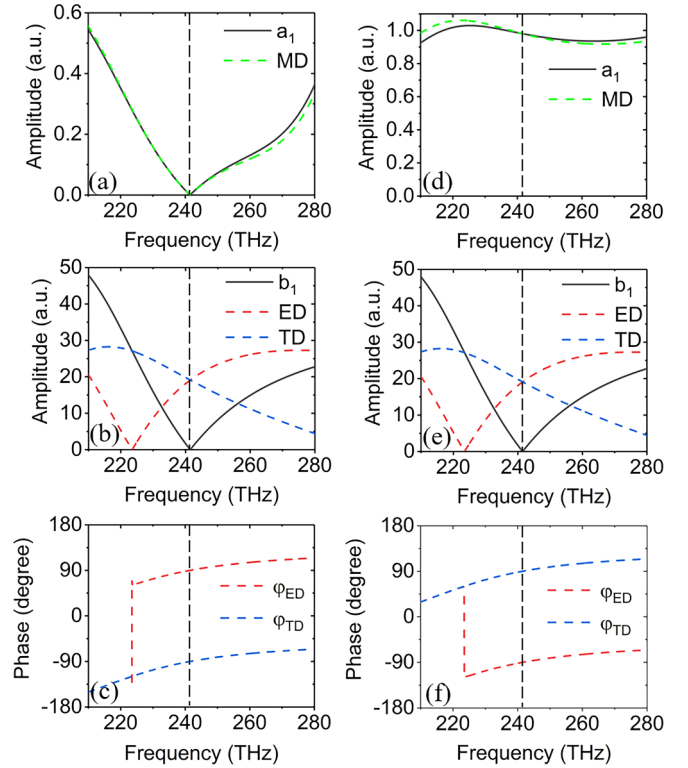 0.6
0.4
0.2
0.0
Amplitude (a.u.)
a₁
MD
(a)
220 240 260 280
Frequency (THz)
1.0
0.8
0.6
0.4
0.2
0.0
Amplitude (a.u.)
a₁
MD
(d)
220 240 260 280
Frequency (THz)
50
40
30
20
10
0
Amplitude (a.u.)
b₁
ED
TD
(b)
220 240 260 280
Frequency (THz)
50
40
30
20
10
0
Amplitude (a.u.)
b₁
ED
TD
(e)
220 240 260 280
Frequency (THz)
180
90
0
-90
-180
Phase (degree)
φED
φTD
(c)
220 240 260 280
Frequency (THz)
180
90
0
-90
-180
Phase (degree)
φED
φTD
(f)
220 240 260 280
Frequency (THz)